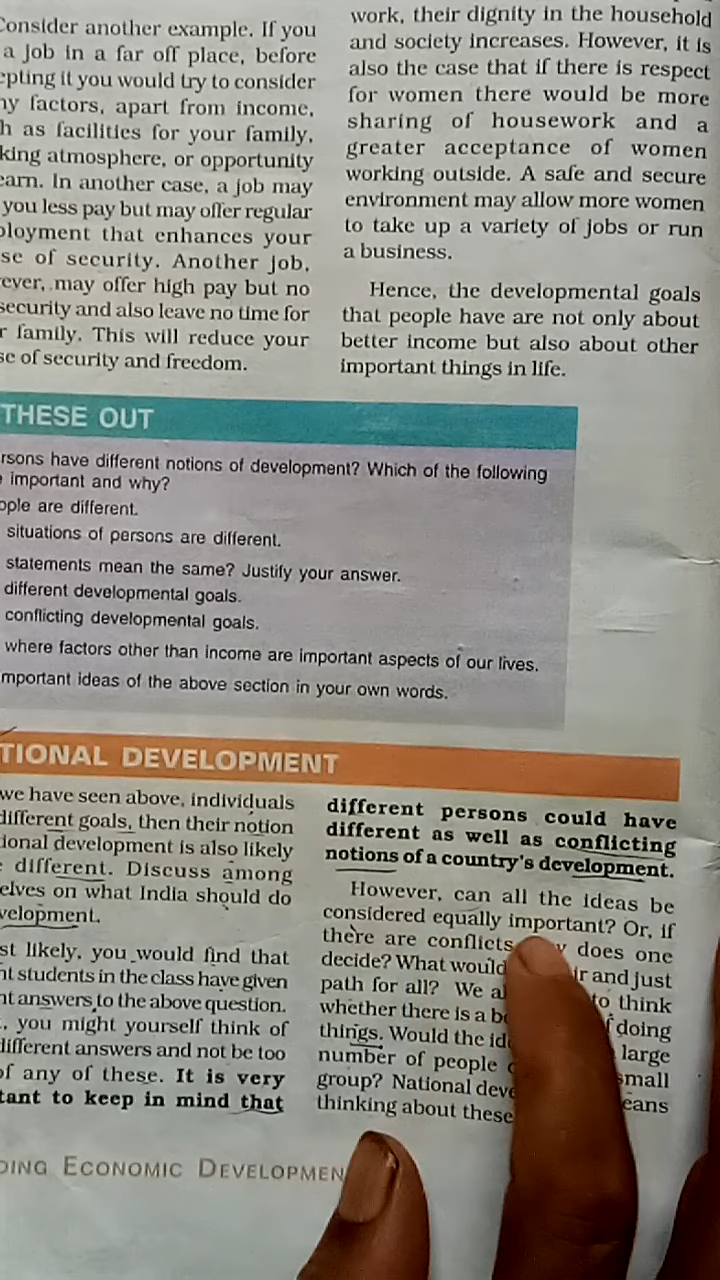 Consider another example. If you
a job in a far off place, before
epting it you would try to consider
ny factors, apart from income,
h as facilities for your family,
king atmosphere, or opportunity
earn. In another case, a job may
you less pay but may offer regular
ployment that enhances your
se of security. Another job,
ever, may offer high pay but no
security and also leave no time for
r family. This will reduce your
se of security and freedom.
work, their dignity in the household
and society increases. However, it is
also the case that if there is respect
for women there would be more
sharing of housework and a
greater acceptance of women
working outside. A safe and secure
environment may allow more women
to take up a variety of jobs or run
a business.
Hence, the developmental goals
that people have are not only about
better income but also about other
important things in life.
THESE OUT
rsons have different notions of development? Which of the following
important and why?
ople are different.
situations of persons are different.
statements mean the same? Justify your answer.
different developmental goals.
conflicting developmental goals.
where factors other than income are important aspects of our lives.
mportant ideas of the above section in your own words.
TIONAL DEVELOPMENT
we have seen above, individuals
different goals, then their notion
ional development is also likely
e different. Discuss among
elves on what India should do
velopment.
st likely, you would find that
nt students in the class have given
nt answers to the above question.
, you might yourself think of
different answers and not be too
of any of these. It is very
tant to keep in mind that
different persons could have
different as well as conflicting
notions of a country's development.
However, can all the ideas be
considered equally important? Or, if
there are conflicts y does one
decide? What would ir and just
path for all? We a to think
whether there is a b f doing
things. Would the id large
number of people small
group? National deve eans
thinking about these
DING ECONOMIC DEVELOPMEN